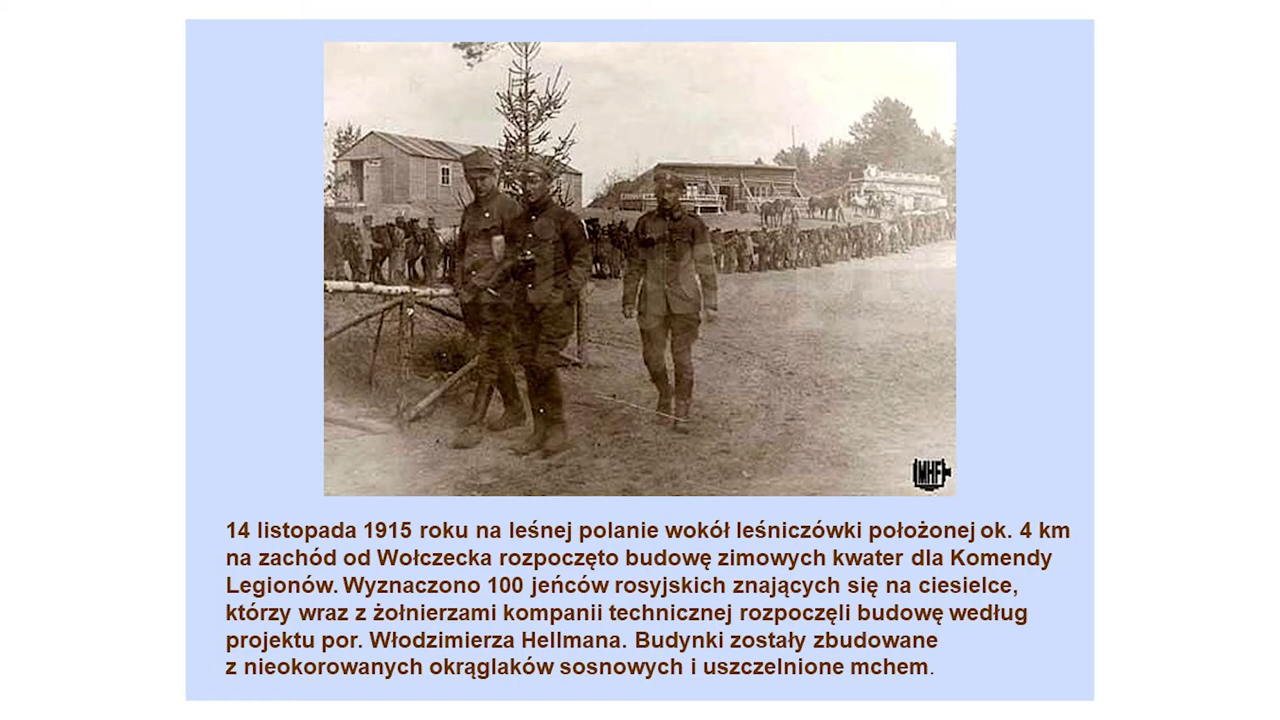 MHF
14 listopada 1915 roku na leśnej polanie wokół leśniczówki położonej ok. 4 km
na zachód od Wołczecka rozpoczęto budowę zimowych kwater dla Komendy
Legionów. Wyznaczono 100 jeńców rosyjskich znających się na ciesielce,
którzy wraz z żołnierzami kompanii technicznej rozpoczęli budowę według
projektu por. Włodzimierza Hellmana. Budynki zostały zbudowane
z nieokorowanych okrąglaków sosnowych i uszczelnione mchem.